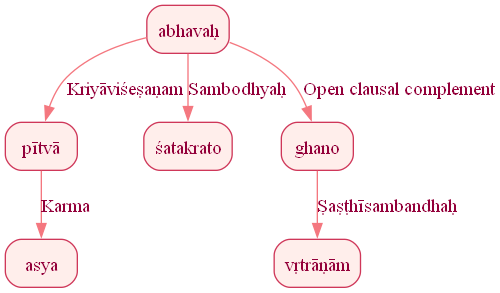 abhavaḥ
Kriyāviśeṣaṇam Sambodhyaḥ Open clausal complement
pītvā śatakrato ghano
Karma Ṣaṣṭhīsambandhaḥ
asya vṛtrāṇām